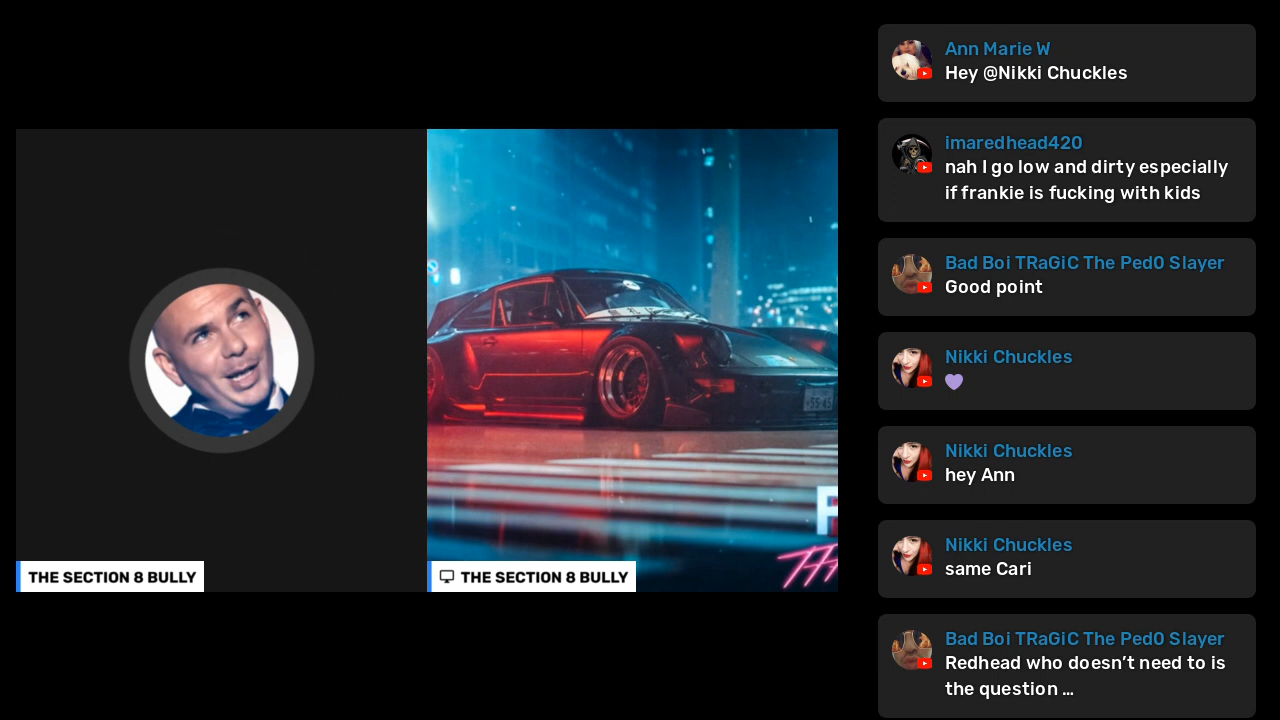 Ann Marie W
Hey @Nikki Chuckles
imaredhead420
nah I go low and dirty especially
if frankie is fucking with kids
Bad Boi TRaGiC The Ped0 Slayer
Good point
Nikki Chuckles
💜
Nikki Chuckles
hey Ann
Nikki Chuckles
same Cari
Bad Boi TRaGiC The Ped0 Slayer
Redhead who doesn’t need to is
the question …
THE SECTION 8 BULLY
THE SECTION 8 BULLY